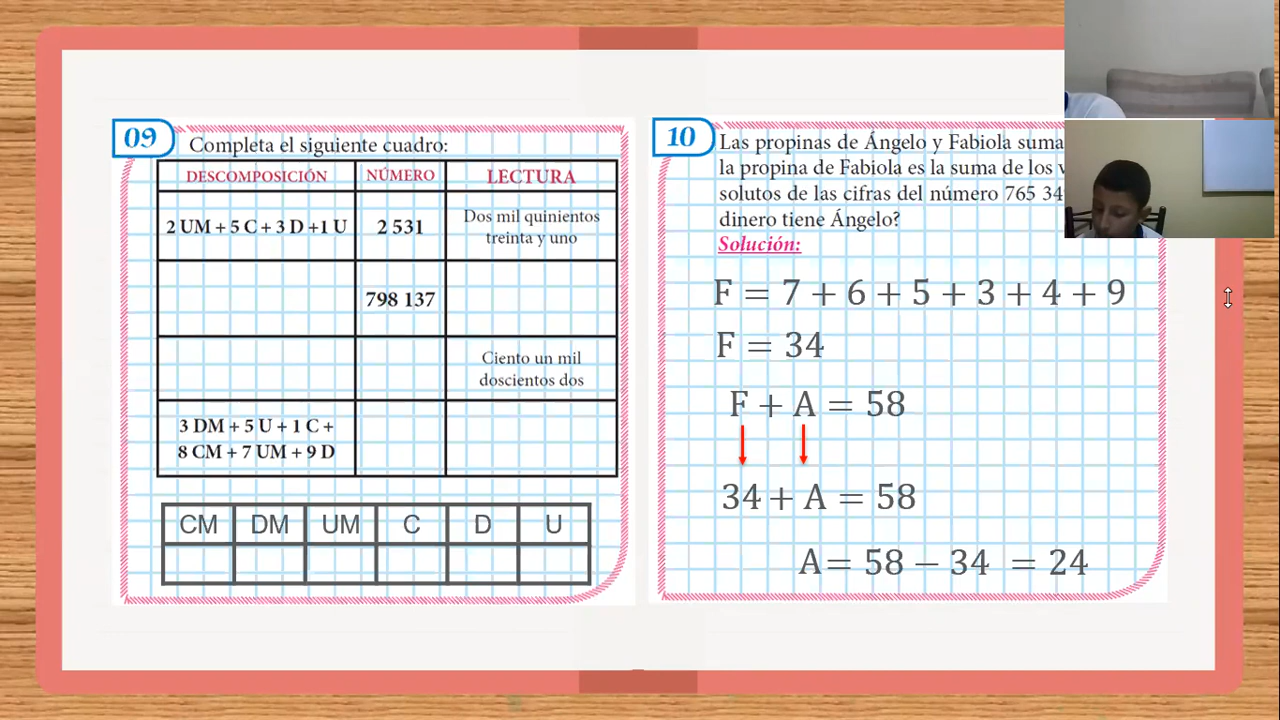 09
Completa el siguiente cuadro:
DESCOMPOSICIÓN NÚMERO LECTURA
2 UM + 5 C + 3 D +1 U 2 531 Dos mil quinientos
treinta y uno
798 137
Ciento un mil
doscientos dos
3 DM + 5 U + 1 C +
8 CM + 7 UM + 9 D
CM DM UM C D U
10
Las propinas de Ángelo y Fabiola suma
la propina de Fabiola es la suma de los
solutos de las cifras del número 765 34
dinero tiene Ángelo?
Solución:
F = 7 + 6 + 5 + 3 + 4 + 9
F = 34
F + A = 58
34 + A = 58
A= 58 − 34 = 24